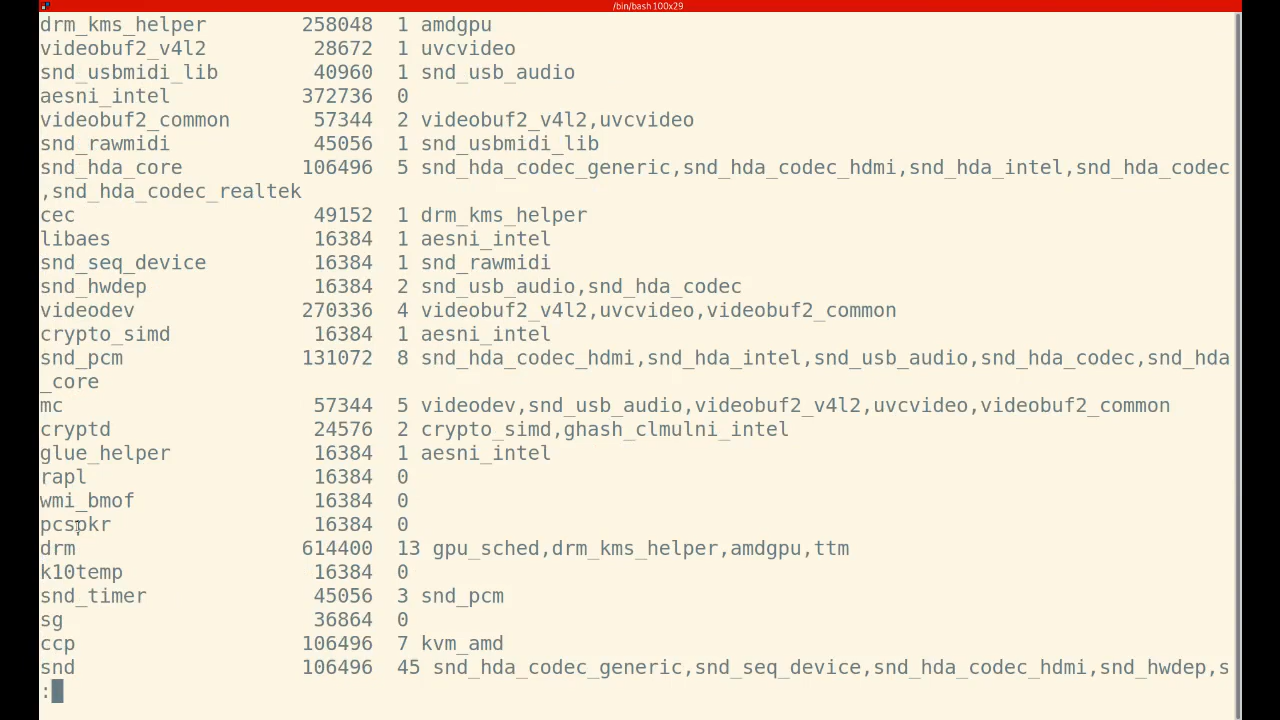 /bin/bash 100x29
drm_kms_helper 258048 1 amdgpu
videobuf2_v4l2 28672 1 uvcvideo
snd_usbmidi_lib 40960 1 snd_usb_audio
aesni_intel 372736 0
videobuf2_common 57344 2 videobuf2_v4l2,uvcvideo
snd_rawmidi 45056 1 snd_usbmidi_lib
snd_hda_core 106496 5 snd_hda_codec_generic,snd_hda_codec_hdmi,snd_hda_intel,snd_hda_codec
,snd_hda_codec_realtek
cec 49152 1 drm_kms_helper
libaes 16384 1 aesni_intel
snd_seq_device 16384 1 snd_rawmidi
snd_hwdep 16384 2 snd_usb_audio,snd_hda_codec
videodev 270336 4 videobuf2_v4l2,uvcvideo,videobuf2_common
crypto_simd 16384 1 aesni_intel
snd_pcm 131072 8 snd_hda_codec_hdmi,snd_hda_intel,snd_usb_audio,snd_hda_codec,snd_hda
_core
mc 57344 5 videodev,snd_usb_audio,videobuf2_v4l2,uvcvideo,videobuf2_common
cryptd 24576 2 crypto_simd,ghash_clmulni_intel
glue_helper 16384 1 aesni_intel
rapl 16384 0
wmi_bmof 16384 0
pcspkr 16384 0
drm 614400 13 gpu_sched,drm_kms_helper,amdgpu,ttm
k10temp 16384 0
snd_timer 45056 3 snd_pcm
sg 36864 0
ccp 106496 7 kvm_amd
snd 106496 45 snd_hda_codec_generic,snd_seq_device,snd_hda_codec_hdmi,snd_hwdep,s
: